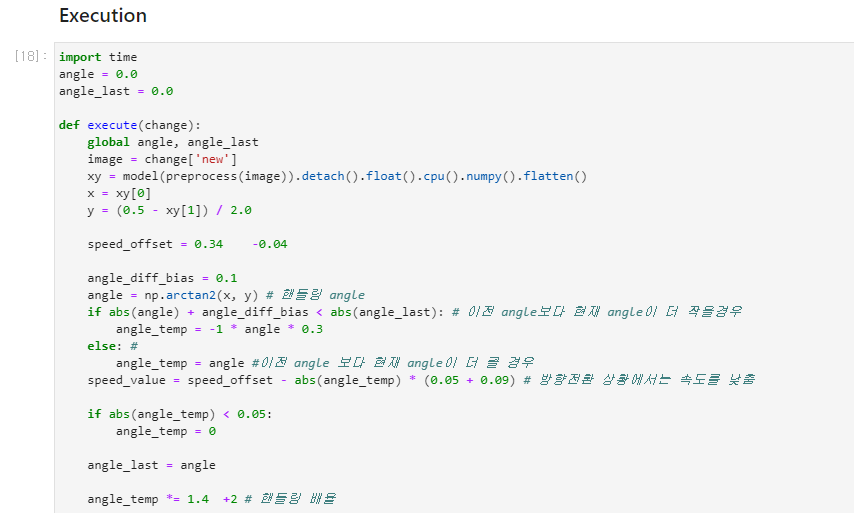 Execution
[18]:
import time
angle = 0.0
angle_last = 0.0
def execute(change):
    global angle, angle_last
    image = change['new']
    xy = model(preprocess(image)).detach().float().cpu().numpy().flatten()
    x = xy[0]
    y = (0.5 - xy[1]) / 2.0
    speed_offset = 0.34    -0.04
    angle_diff_bias = 0.1
    angle = np.arctan2(x, y) # 핸들링 angle
    if abs(angle) + angle_diff_bias < abs(angle_last): # 이전 angle보다 현재 angle이 더 작을경우
        angle_temp = -1 * angle * 0.3
    else: #
        angle_temp = angle #이전 angle 보다 현재 angle이 더 클 경우
    speed_value = speed_offset - abs(angle_temp) * (0.05 + 0.09) # 방향전환 상황에서는 속도를 낮춤
    if abs(angle_temp) < 0.05:
        angle_temp = 0
    angle_last = angle
    angle_temp *= 1.4  +2 # 핸들링 배율